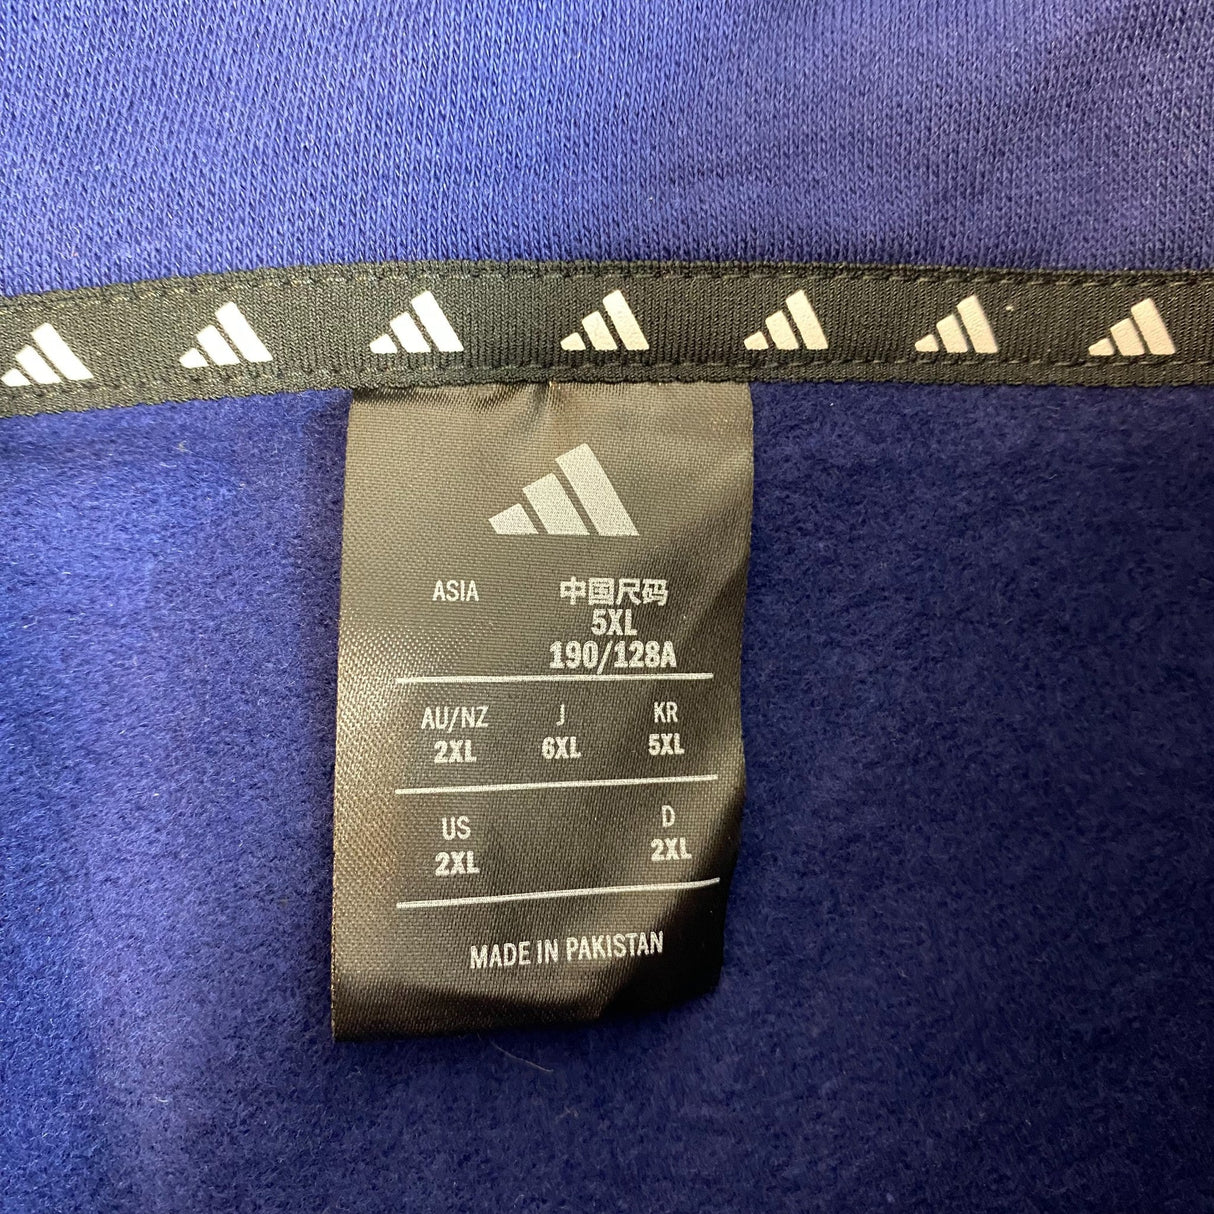 ASIA 中国尺码
5XL
190/128A
AU/NZ J KR
2XL 6XL 5XL
US D
2XL 2XL
MADE IN PAKISTAN